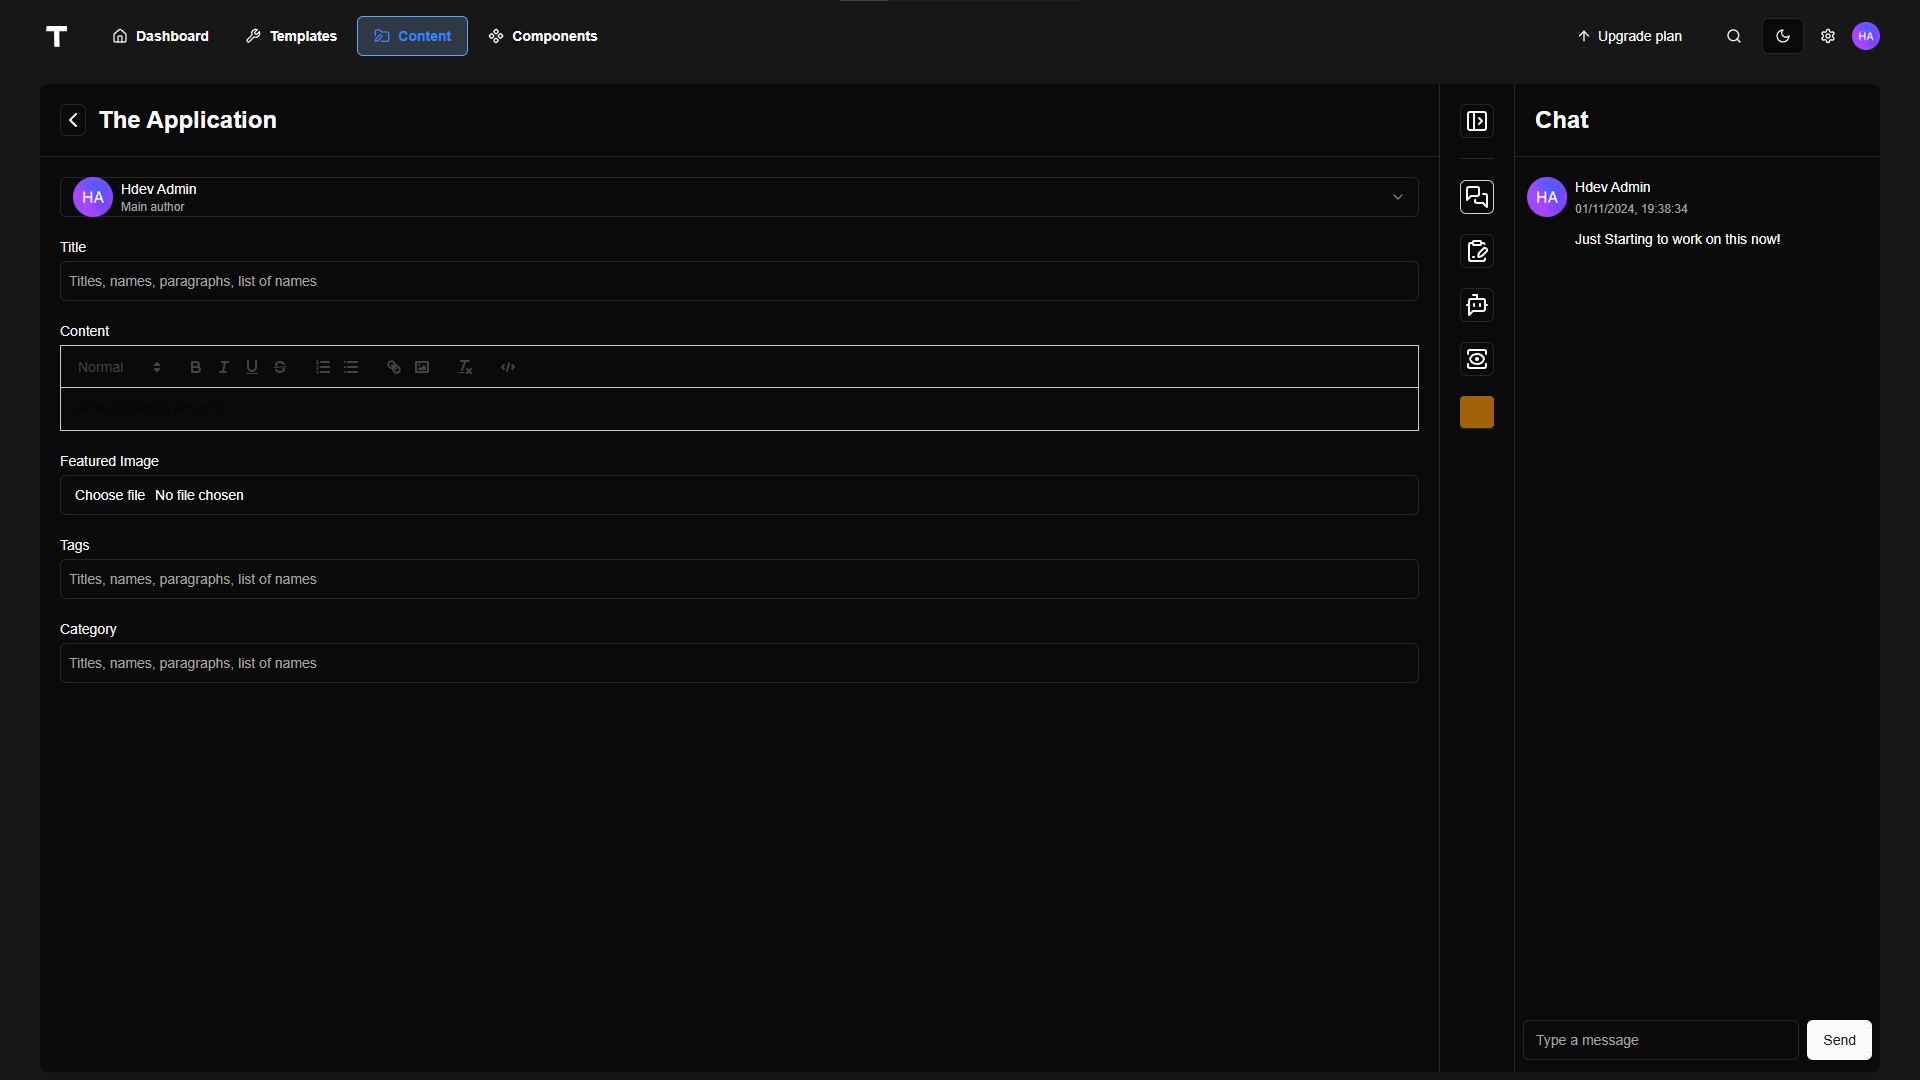 T Dashboard Templates Content Components Upgrade plan HA
The Application
HA Hdev Admin
Main author
Title
Titles, names, paragraphs, list of names
Content
Normal
Featured Image
Choose file No file chosen
Tags
Titles, names, paragraphs, list of names
Category
Titles, names, paragraphs, list of names
Chat
HA Hdev Admin
01/11/2024, 19:38:34
Just Starting to work on this now!
Type a message Send